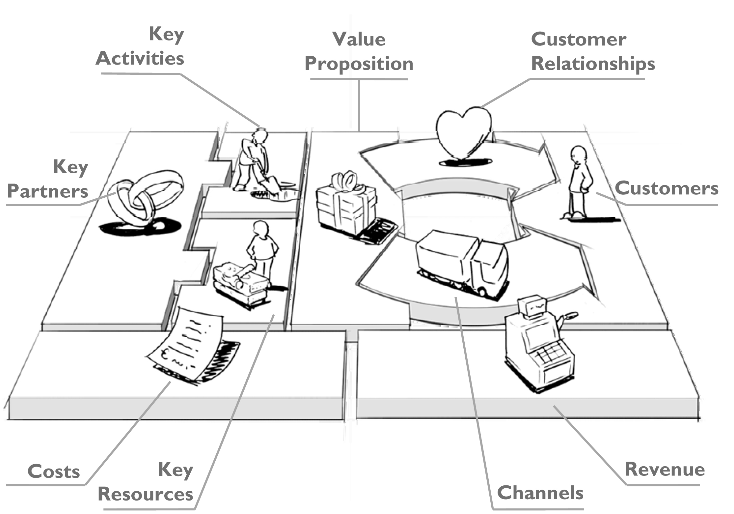 Key
Activities
Value
Proposition
Customer
Relationships
Key
Partners
Customers
Costs
Key
Resources
Channels
Revenue